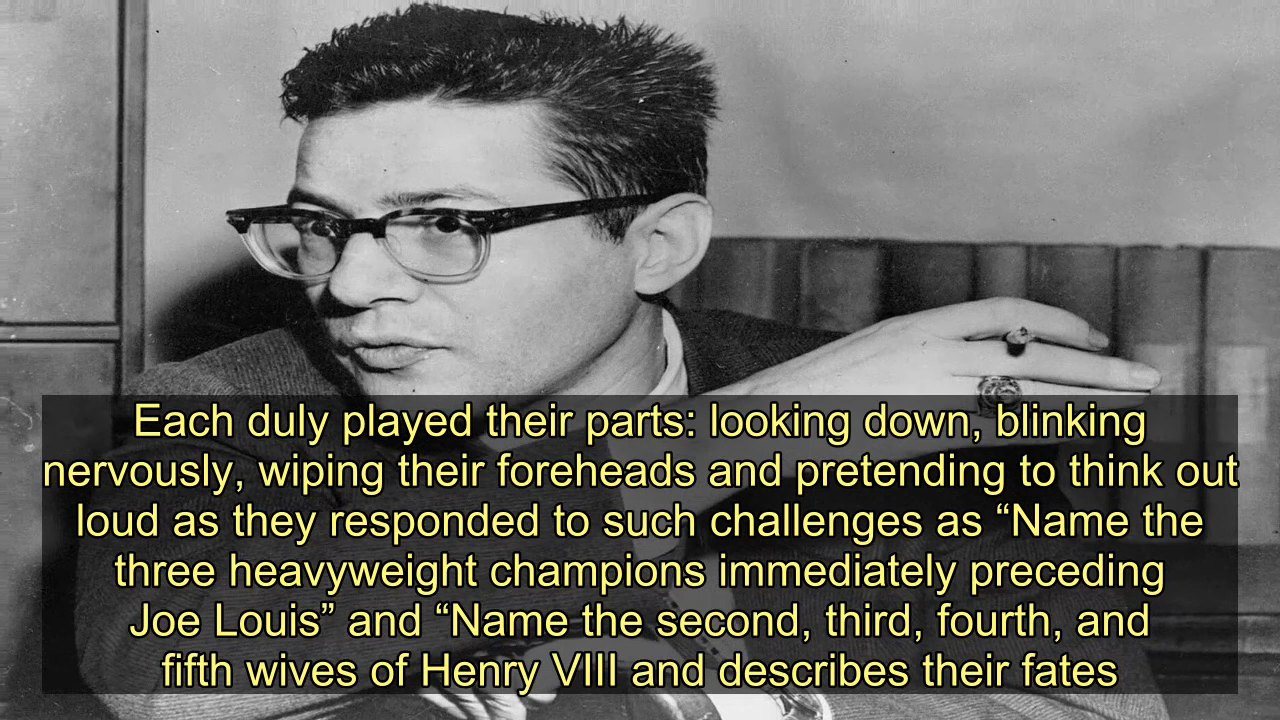 Each duly played their parts: looking down, blinking
nervously, wiping their foreheads and pretending to think out
loud as they responded to such challenges as “Name the
three heavyweight champions immediately preceding
Joe Louis” and “Name the second, third, fourth, and
fifth wives of Henry VIII and describes their fates